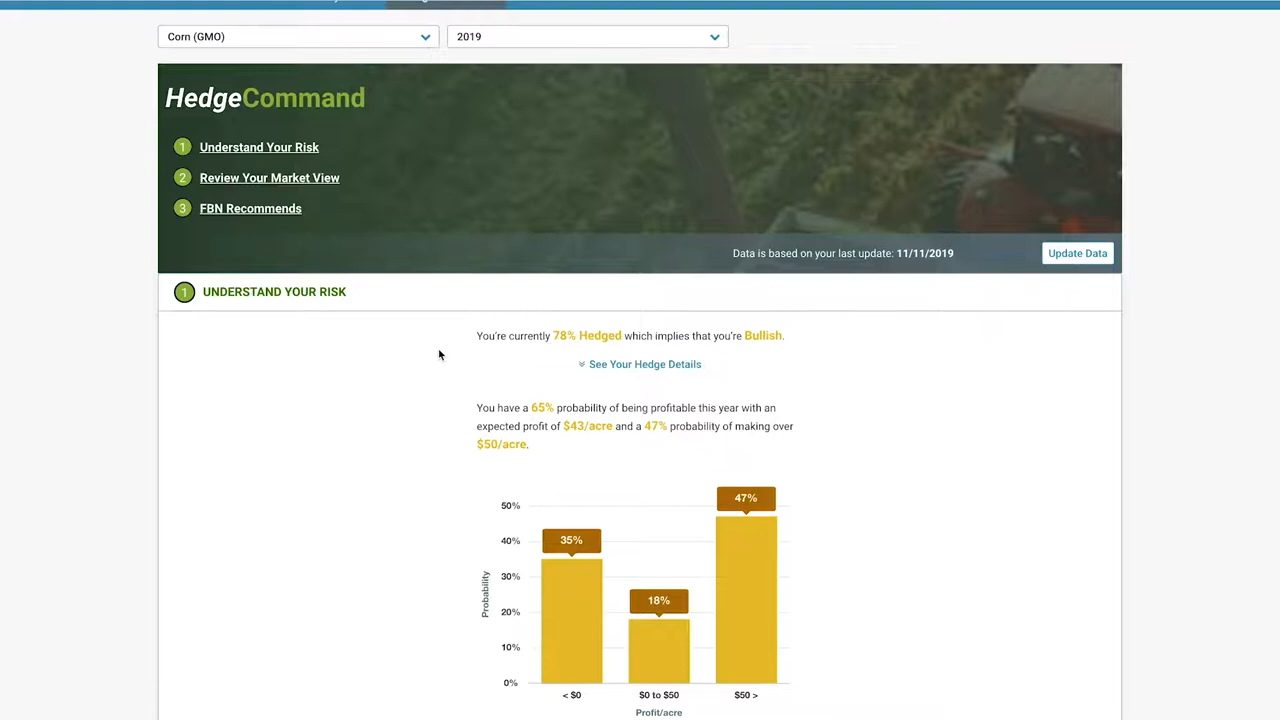 Corn (GMO)
2019
HedgeCommand
1 Understand Your Risk
2 Review Your Market View
3 FBN Recommends
Data is based on your last update: 11/11/2019
Update Data
1 UNDERSTAND YOUR RISK
You're currently 78% Hedged which implies that you're Bullish.
See Your Hedge Details
You have a 65% probability of being profitable this year with an
expected profit of $43/acre and a 47% probability of making over
$50/acre.
47%
50%
35%
40%
30%
18%
20%
10%
0%
Probability
< $0
$0 to $50
$50 >
Profit/acre